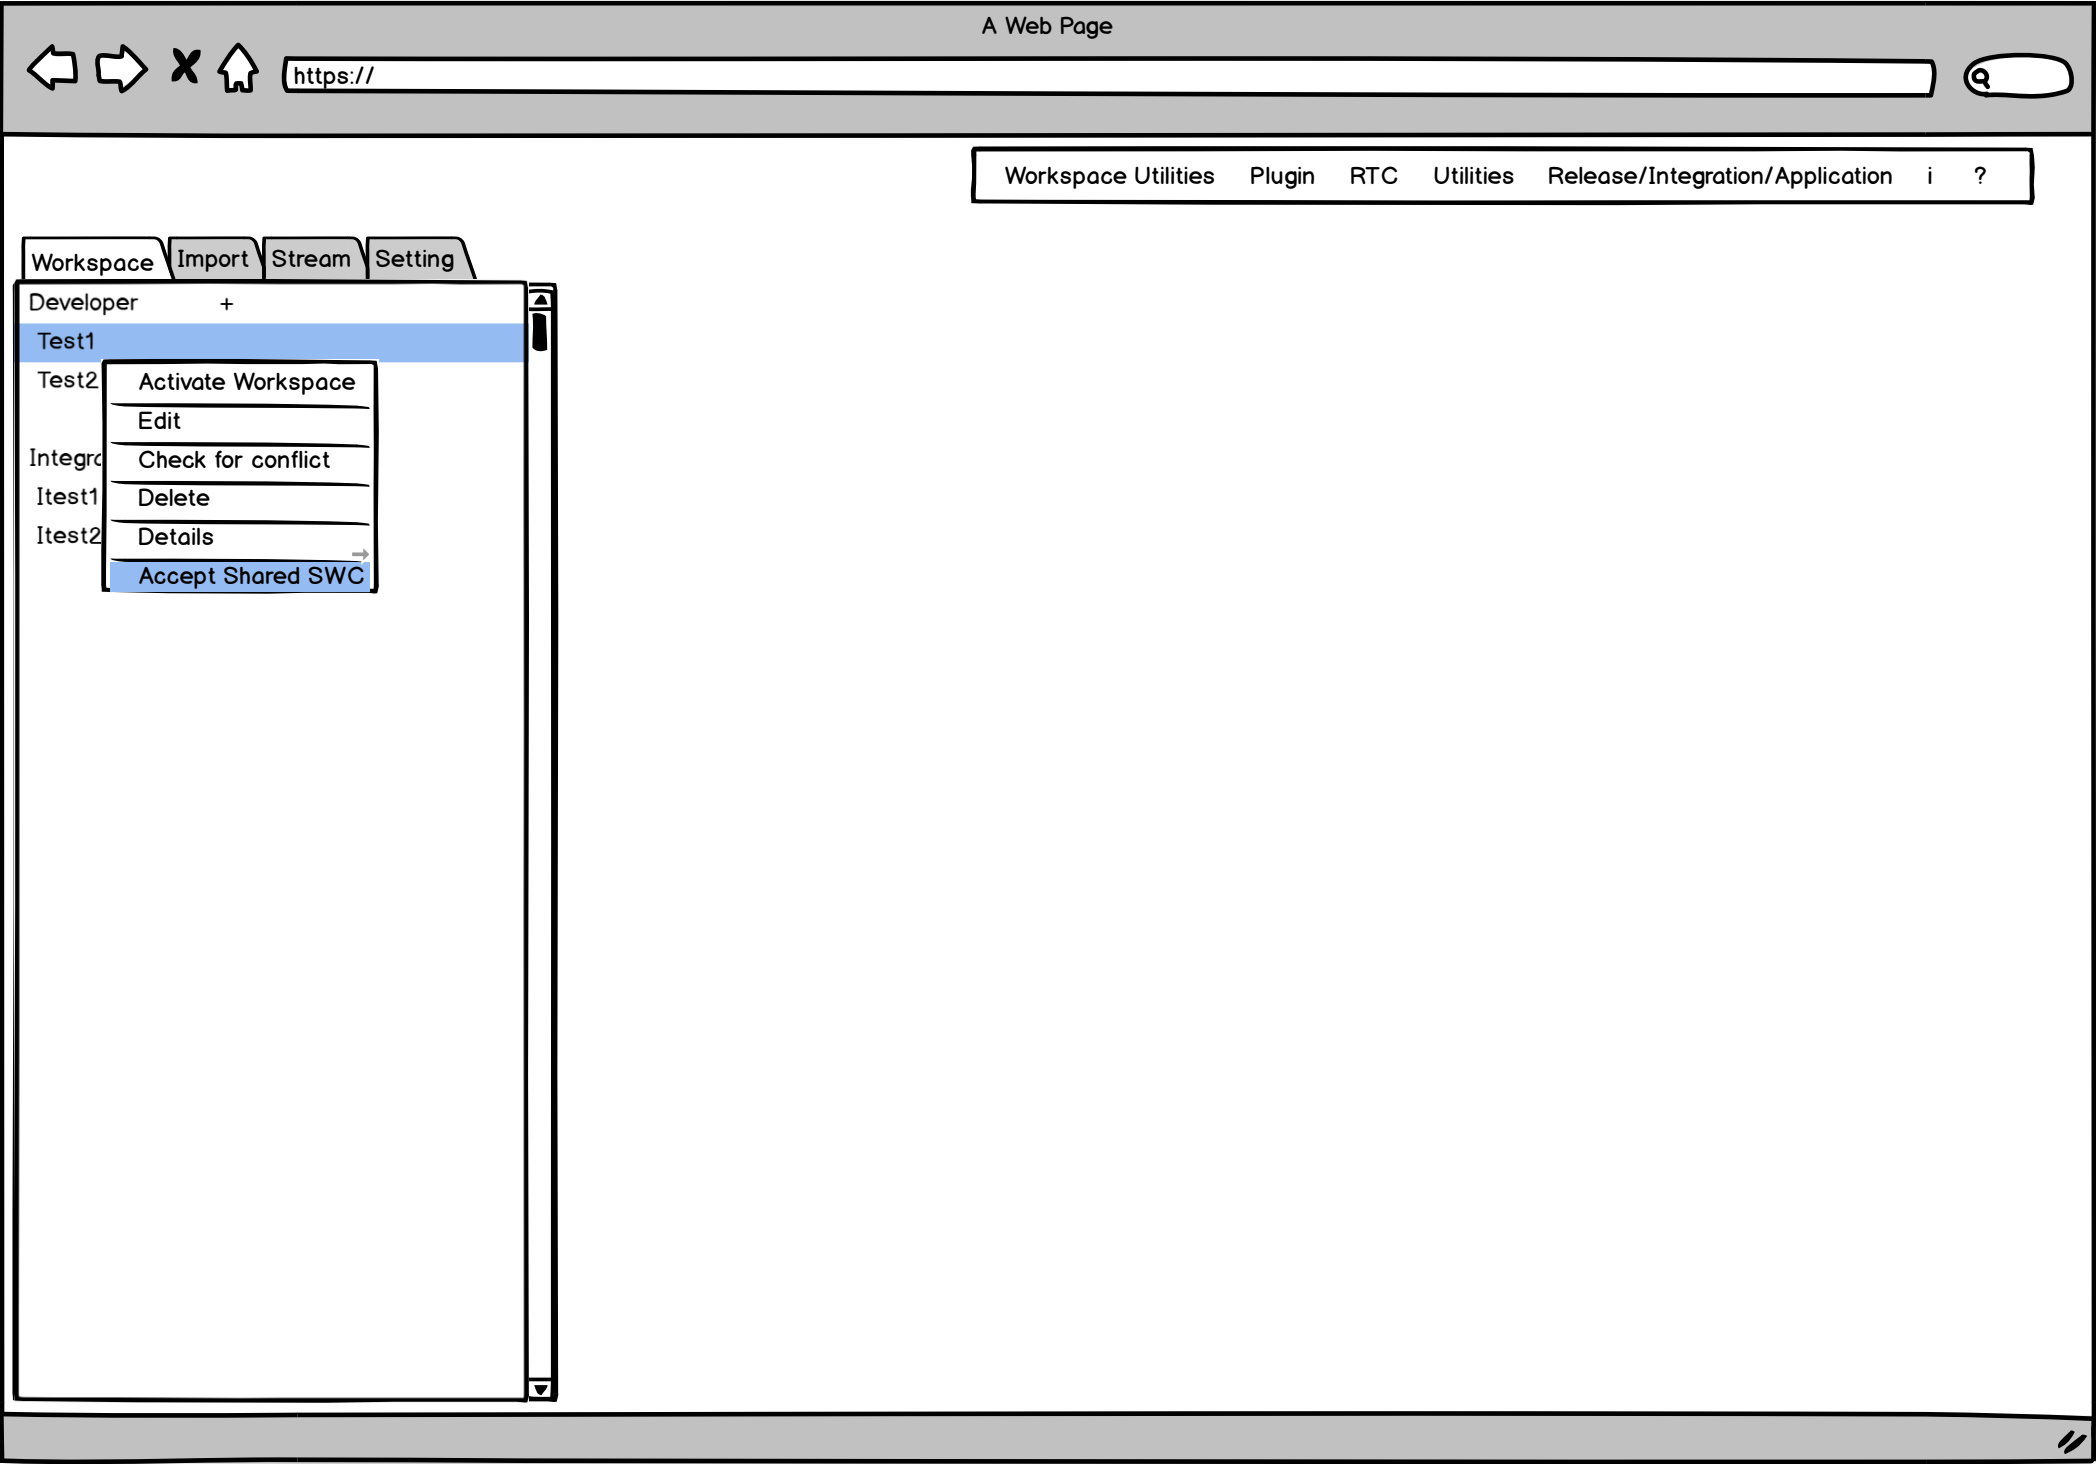 A Web Page
https://
Workspace Utilities Plugin RTC Utilities Release/Integration/Application i ?
Workspace Import Stream Setting
Developer +
Test1
Test2
Activate Workspace
Edit
Check for conflict
Delete
Details
Accept Shared SWC
Itest1
Itest2